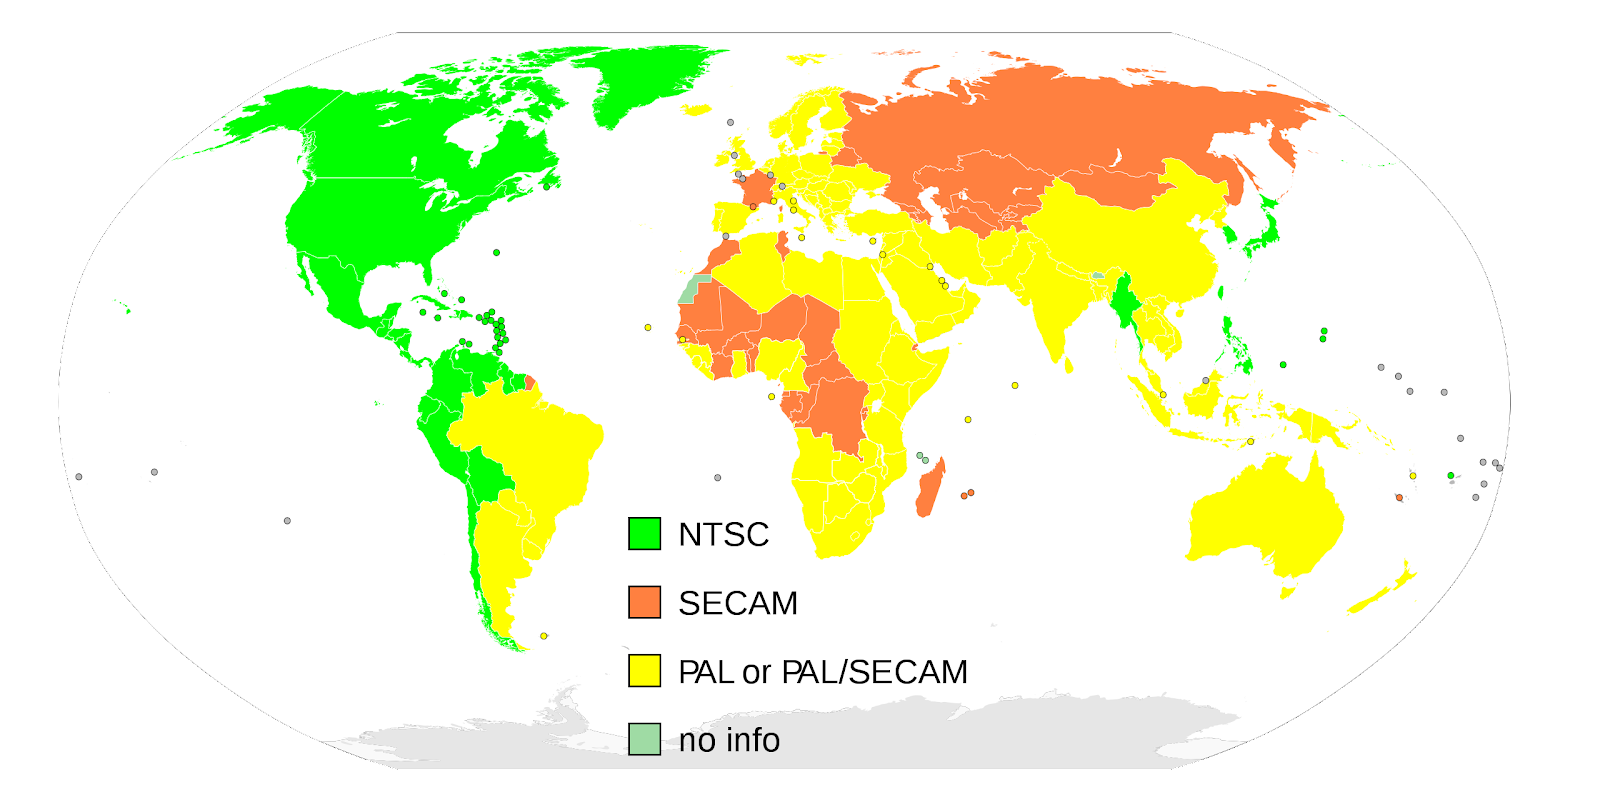 NTSC
SECAM
PAL or PAL/SECAM
no info